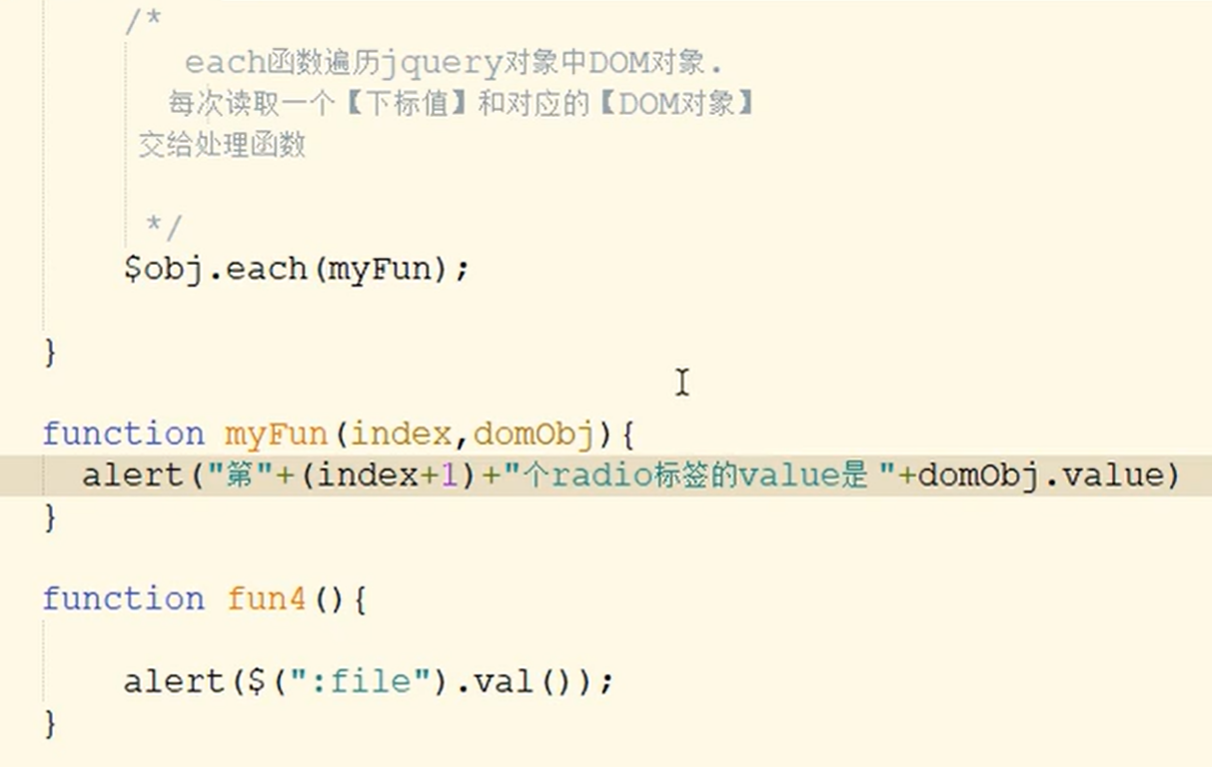 /*
each函数遍历jquery对象中DOM对象.
每次读取一个【下标值】和对应的【DOM对象】
交给处理函数
*/
$obj.each(myFun);
}
function myFun(index,domObj){
alert("第"+(index+1)+"个radio标签的value是 "+domObj.value)
}
function fun4(){
alert($(":file").val());
}